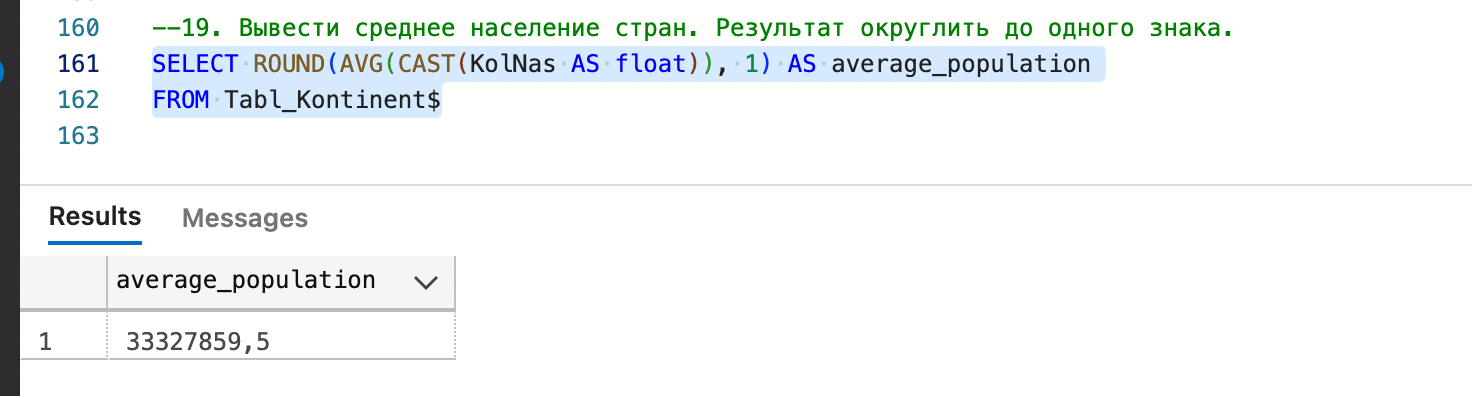 160 --19. Вывести среднее население стран. Результат округлить до одного знака.
161 SELECT ROUND(AVG(CAST(KolNas AS float)), 1) AS average_population
162 FROM Tabl_Kontinent$
163
Results Messages
average_population
1 33327859,5